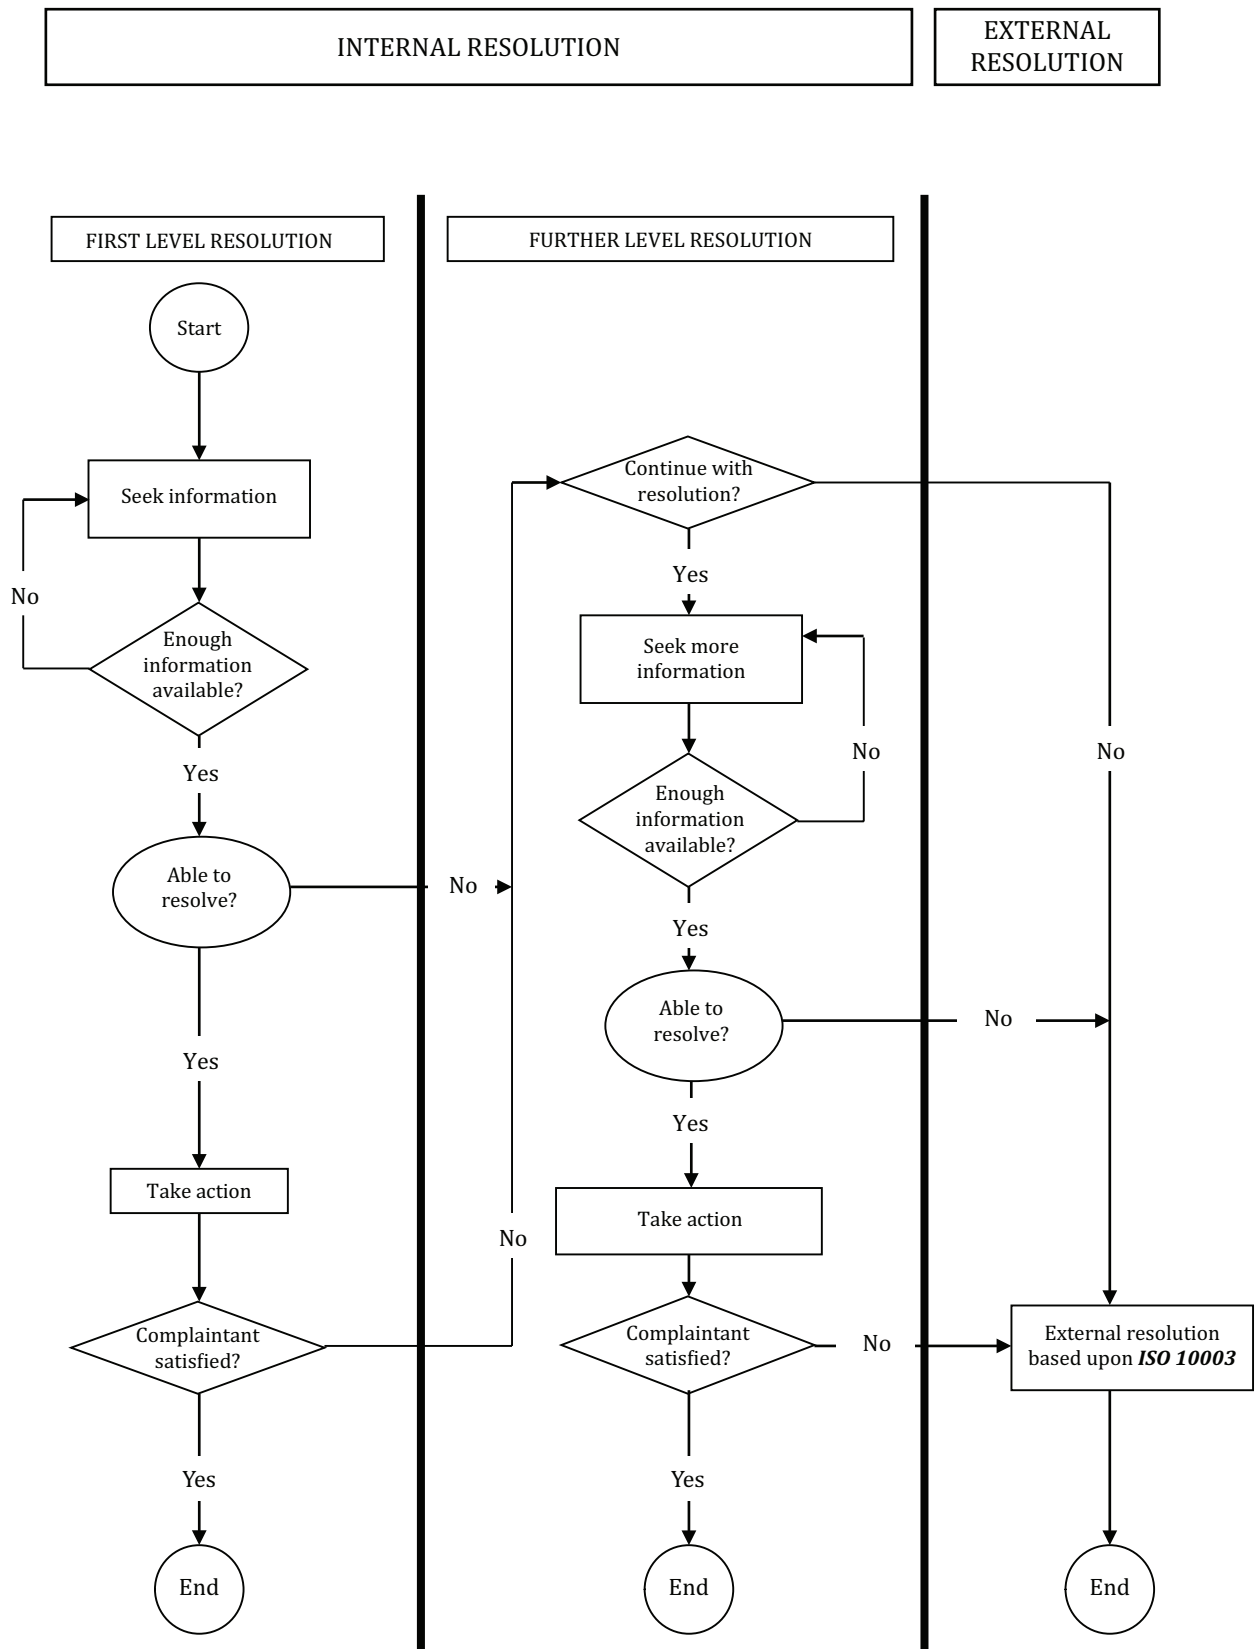 INTERNAL RESOLUTION
EXTERNAL
RESOLUTION
FIRST LEVEL RESOLUTION
Start
Seek information
No
Enough
information
available?
Yes
Able to
resolve?
No
Yes
Take action
No
Complaintant
satisfied?
Yes
End
FURTHER LEVEL RESOLUTION
Continue with
resolution?
Yes
Seek more
information
No
Enough
information
available?
Yes
Able to
resolve?
No
Yes
Take action
Complaintant
satisfied?
No
Yes
End
No
External resolution
based upon ISO 10003
End